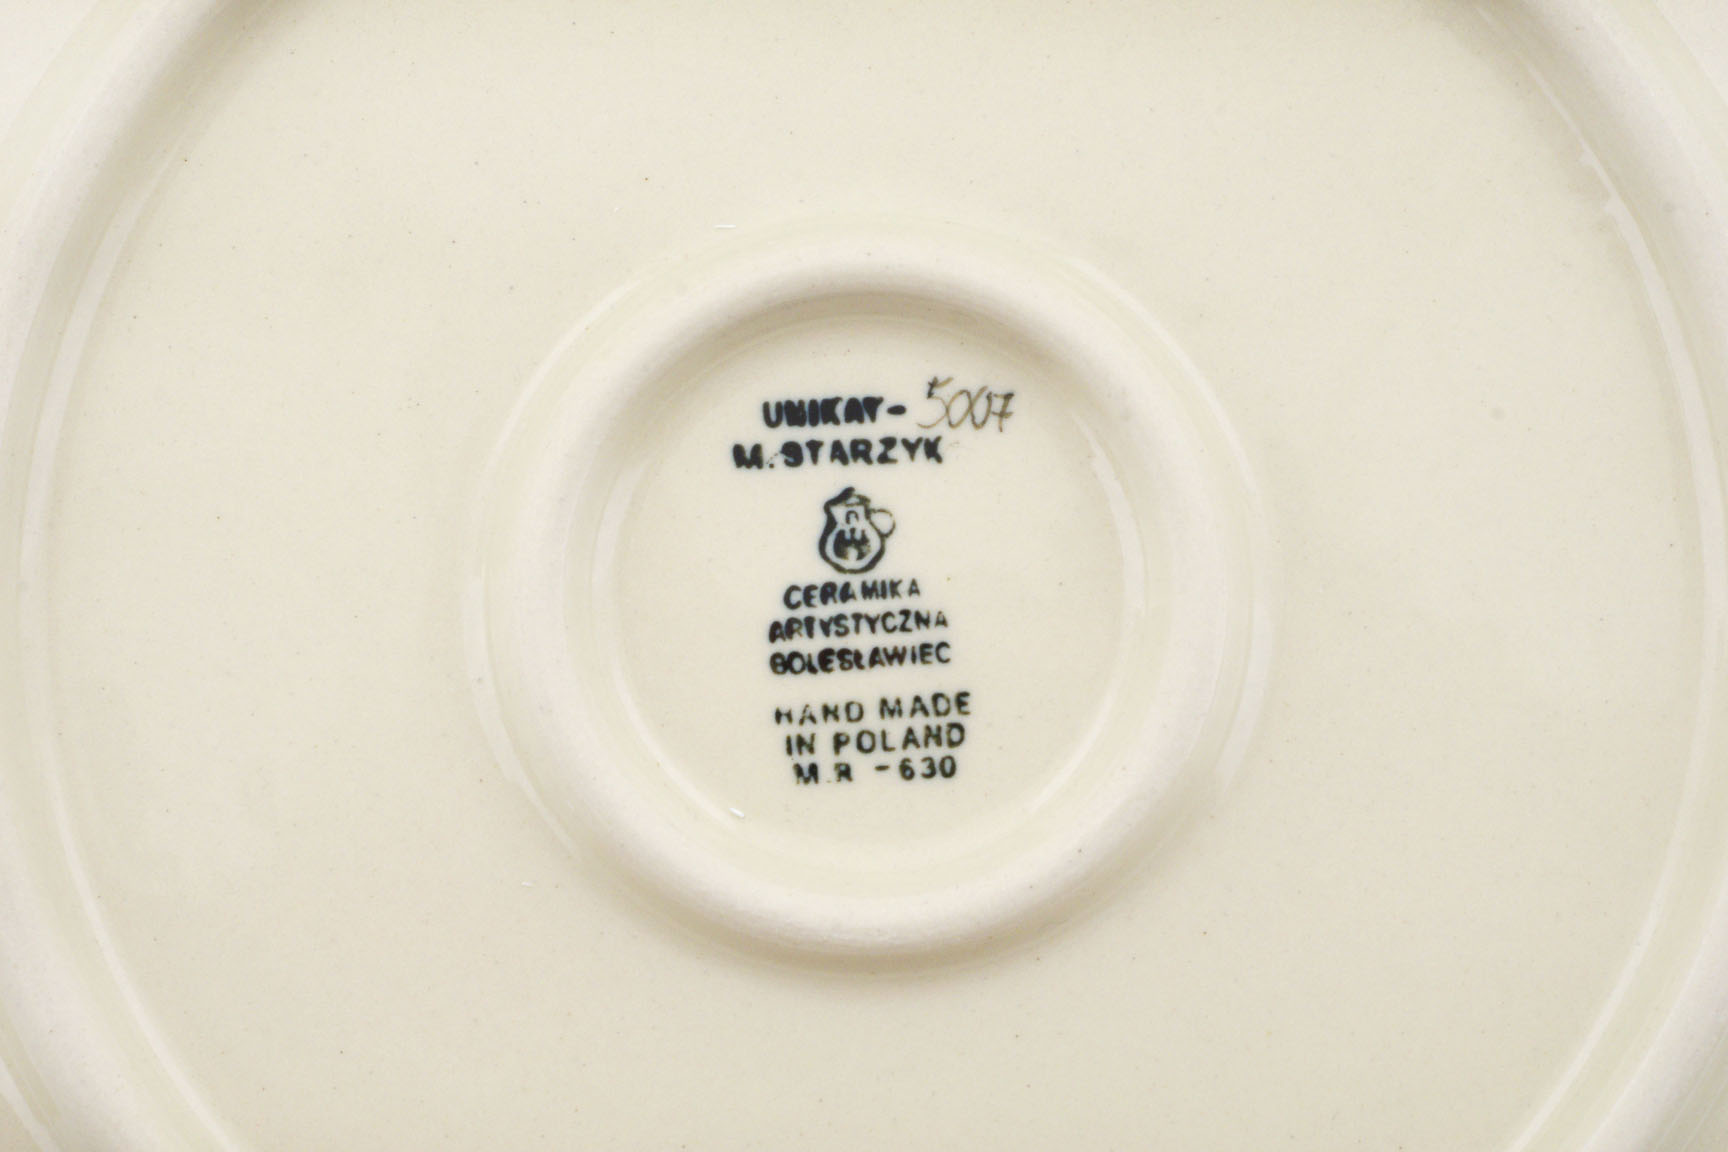 UNIKAT- 5007
M. STARZYK
CERAMIKA
ARTYSTYCZNA
BOLESŁAWIEC
HAND MADE
IN POLAND
M.R -630